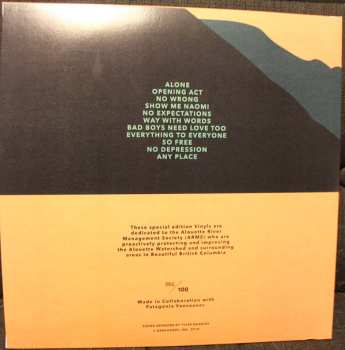 ALONE
OPENING ACT
NO WRONG
SHOW ME NAOMI
NO EXPECTATIONS
WAY WITH WORDS
BAD BOYS NEED LOVE TOO
EVERYTHING TO EVERYONE
SO FREE
NO DEPRESSION
ANY PLACE
These special edition Vinyls are
dedicated to the Alouette River
Management Society (ARMS) who are
proactively protecting and improving
the Alouette Watershed and surrounding
areas in Beautiful British Columbia
100
Made in Collaboration with
Patagonia Vancouver